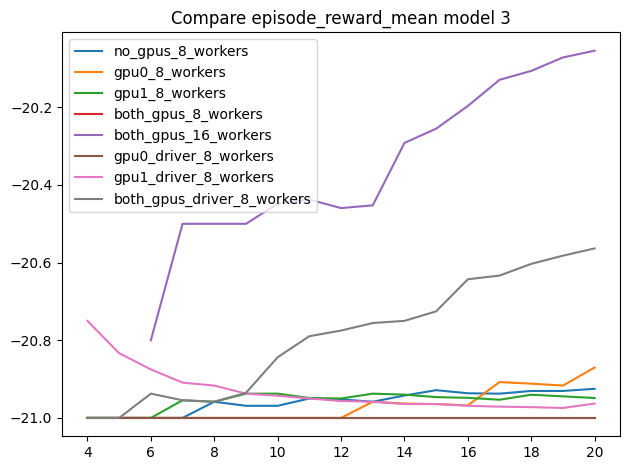 Compare episode_reward_mean model 3
no_gpus_8_workers
gpu0_8_workers
gpu1_8_workers
both_gpus_8_workers
both_gpus_16_workers
gpu0_driver_8_workers
gpu1_driver_8_workers
both_gpus_driver_8_workers
−20.2
−20.4
−20.6
−20.8
−21.0
4 6 8 10 12 14 16 18 20